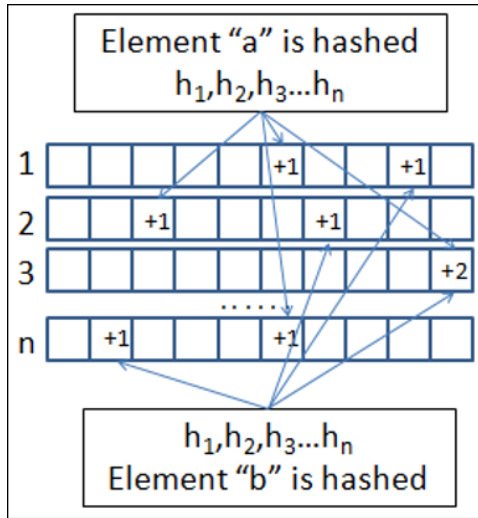 Element “a” is hashed
h₁,h₂,h₃...hₙ
1 +1 +1
2 +1 +1
3 +2
.....
n +1 +1
h₁,h₂,h₃...hₙ
Element “b” is hashed